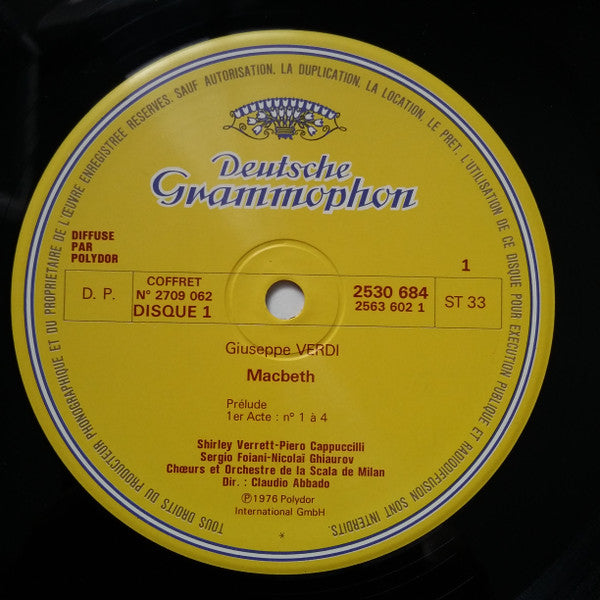 TOUS DROITS DU PRODUCTEUR PHONOGRAPHIQUE ET DU PROPRIETAIRE DE L'ŒUVRE ENREGISTREE RESERVES. SAUF AUTORISATION, LA DUPLICATION, LA LOCATION, LE PRET, L'UTILISATION DE CE DISQUE POUR EXECUTION PUBLIQUE ET RADIODIFFUSION SONT INTERDITS.
*
Deutsche
Grammophon
DIFFUSE
PAR
POLYDOR
1
D. P.
COFFRET
N° 2709 062
DISQUE 1
2530 684
2563 602 1
ST 33
Giuseppe VERDI
Macbeth
Prélude
1er Acte : n° 1 à 4
Shirley Verrett-Piero Cappuccilli
Sergio Foiani-Nicolaï Ghiaurov
Chœurs et Orchestre de la Scala de Milan
Dir. : Claudio Abbado
℗ 1976 Polydor
International GmbH